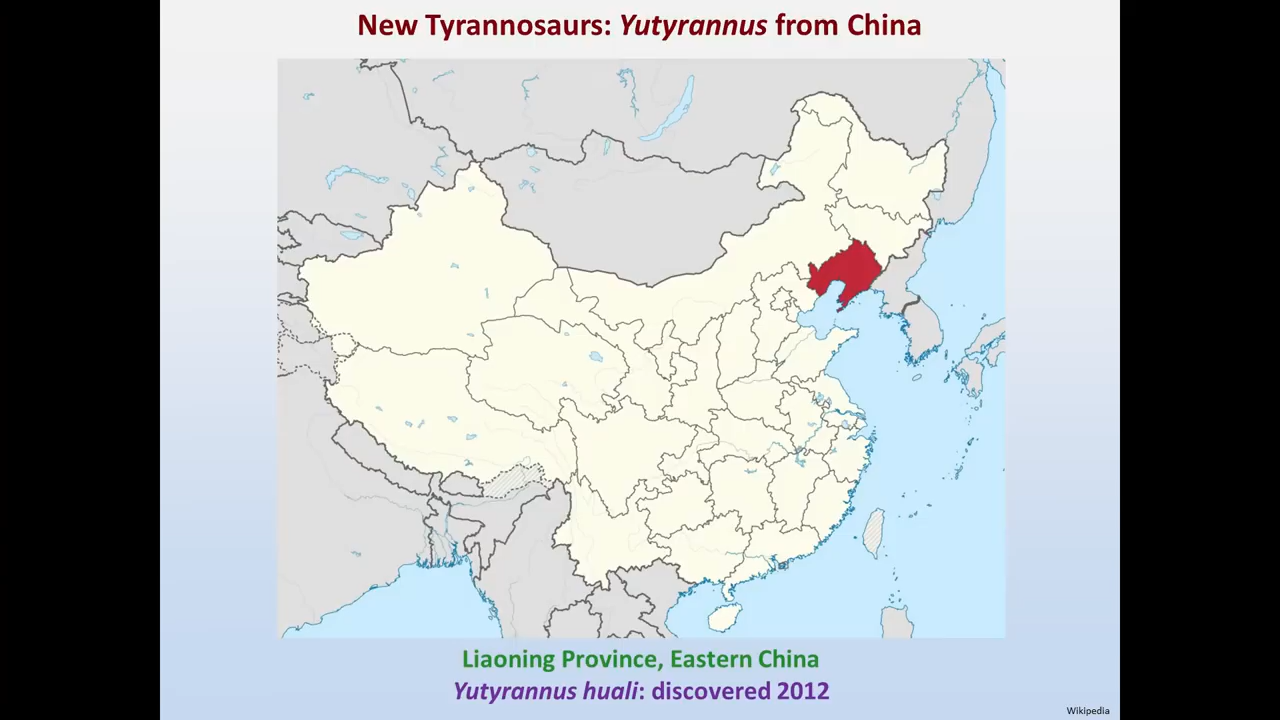 New Tyrannosaurs: Yutyrannus from China
Liaoning Province, Eastern China
Yutyrannus huali: discovered 2012
Wikipedia